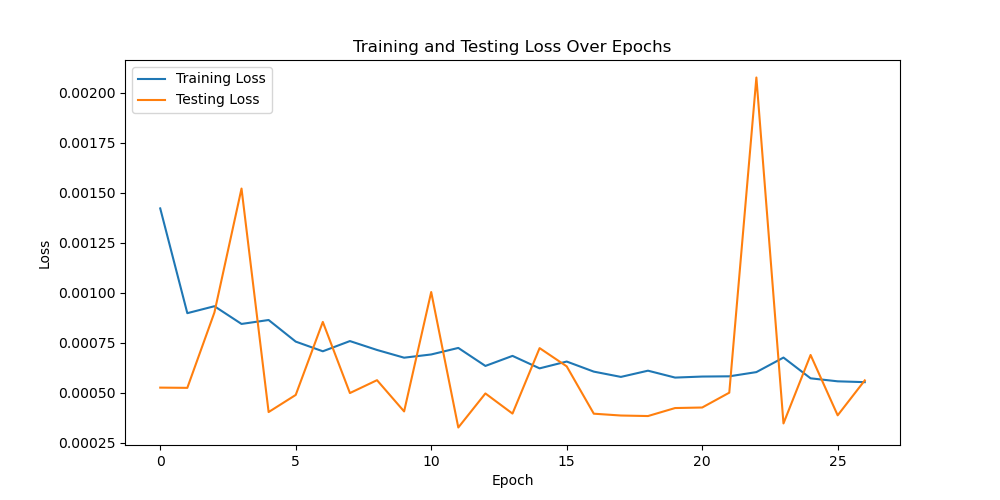 Training and Testing Loss Over Epochs
Training Loss
Testing Loss
0.00200
0.00175
0.00150
0.00125
0.00100
0.00075
0.00050
0.00025
Loss
0 5 10 15 20 25
Epoch